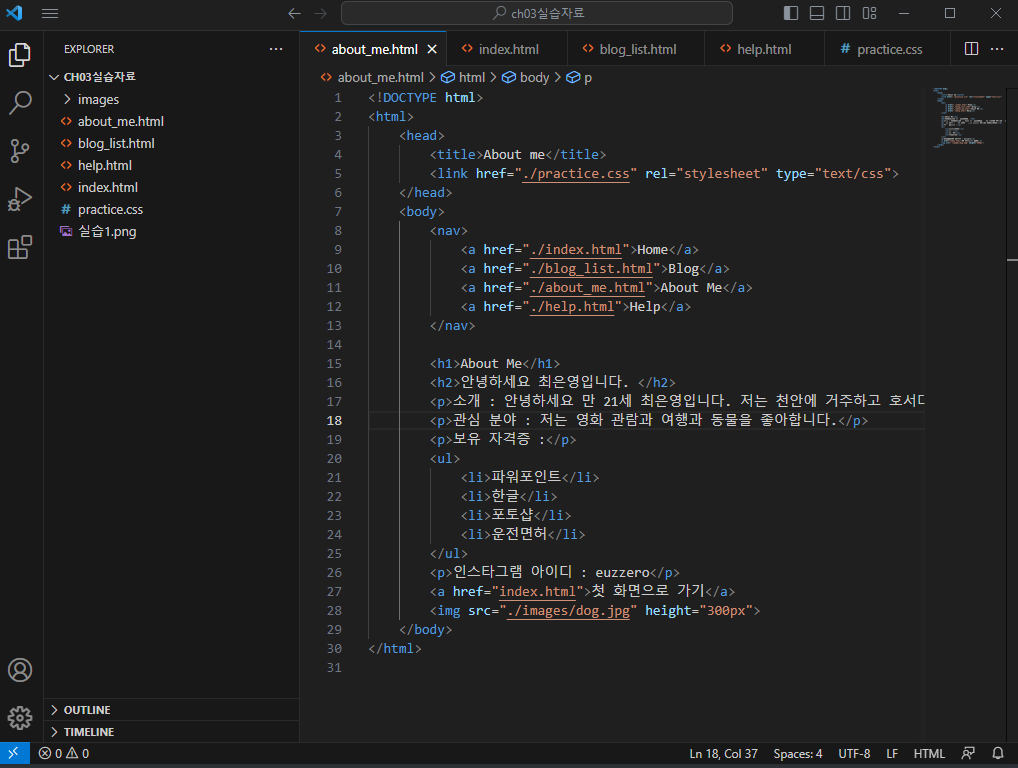 ch03실습자료
EXPLORER
CH03실습자료
images
about_me.html
blog_list.html
help.html
index.html
practice.css
실습1.png
OUTLINE
TIMELINE
about_me.html
index.html
blog_list.html
help.html
# practice.css
about_me.html > html > body > p
1 <!DOCTYPE html>
2 <html>
3 <head>
4 <title>About me</title>
5 <link href="./practice.css" rel="stylesheet" type="text/css">
6 </head>
7 <body>
8 <nav>
9 <a href="./index.html">Home</a>
10 <a href="./blog_list.html">Blog</a>
11 <a href="./about_me.html">About Me</a>
12 <a href="./help.html">Help</a>
13 </nav>
14
15 <h1>About Me</h1>
16 <h2>안녕하세요 최은영입니다. </h2>
17 <p>소개 : 안녕하세요 만 21세 최은영입니다. 저는 천안에 거주하고 호서대
18 <p>관심 분야 : 저는 영화 관람과 여행과 동물을 좋아합니다.</p>
19 <p>보유 자격증 :</p>
20 <ul>
21 <li>파워포인트</li>
22 <li>한글</li>
23 <li>포토샵</li>
24 <li>운전면허</li>
25 </ul>
26 <p>인스타그램 아이디 : euzzero</p>
27 <a href="index.html">첫 화면으로 가기</a>
28 <img src="./images/dog.jpg" height="300px">
29 </body>
30 </html>
31
0 0
Ln 18, Col 37 Spaces: 4 UTF-8 LF HTML